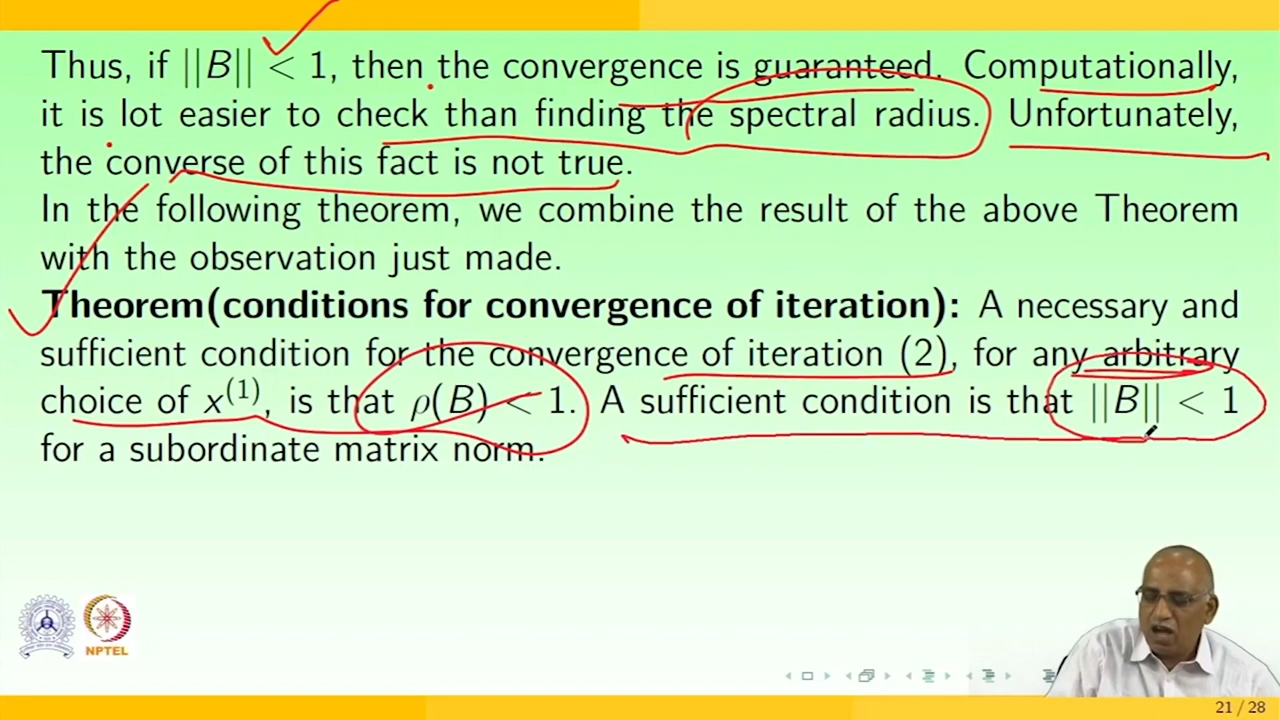 Thus, if ||B|| < 1, then the convergence is guaranteed. Computationally,
it is lot easier to check than finding the spectral radius. Unfortunately,
the converse of this fact is not true.
In the following theorem, we combine the result of the above Theorem
with the observation just made.
Theorem(conditions for convergence of iteration): A necessary and
sufficient condition for the convergence of iteration (2), for any arbitrary
choice of x^(1), is that ρ(B) < 1. A sufficient condition is that ||B|| < 1
for a subordinate matrix norm.
NPTEL
21 / 28